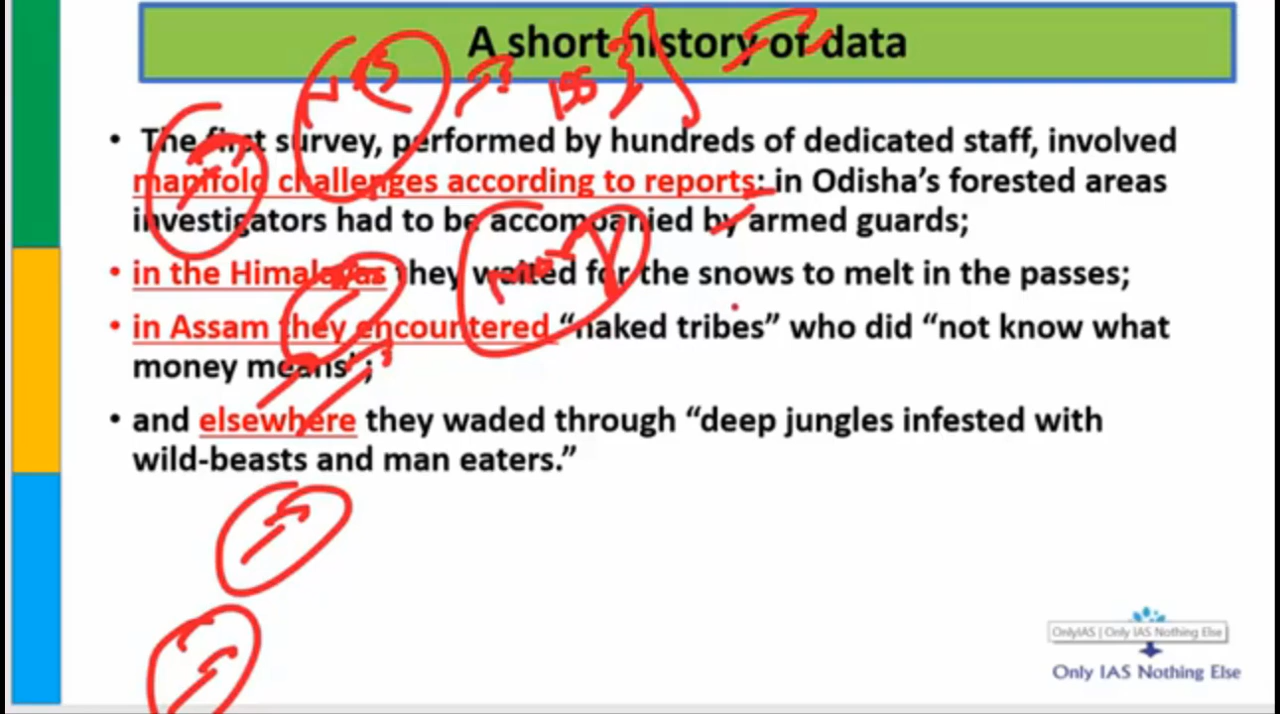 A short history of data
• The first survey, performed by hundreds of dedicated staff, involved
manifold challenges according to reports: in Odisha's forested areas
investigators had to be accompanied by armed guards;
• in the Himalayas they waited for the snows to melt in the passes;
• in Assam they encountered “naked tribes” who did “not know what
money means”;
• and elsewhere they waded through “deep jungles infested with
wild-beasts and man eaters.”
OnlyIAS | Only IAS Nothing Else
Only IAS Nothing Else